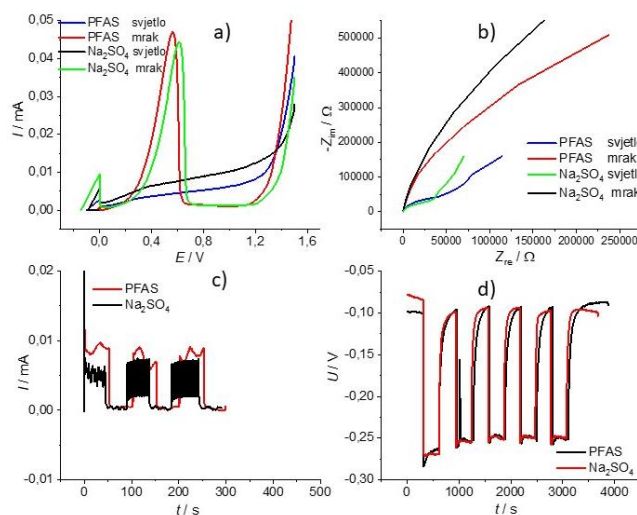 a)
PFAS svjetlo
PFAS mrak
Na₂SO₄ svjetlo
Na₂SO₄ mrak
0,05
0,04
0,03
0,02
0,01
0,00
I / mA
0,0 0,4 0,8 1,2 1,6
E / V
b)
500000
400000
300000
200000
100000
0
-Zim / Ω
PFAS svjetlo
PFAS mrak
Na₂SO₄ svjetlo
Na₂SO₄ mrak
0 50000 100000 150000 200000 250000
Zre / Ω
c)
PFAS
Na₂SO₄
0,02
0,01
0,00
-0,01
I / mA
0 100 200 300 400 500
t / s
d)
0,00
-0,05
-0,10
-0,15
-0,20
-0,25
-0,30
U / V
PFAS
Na₂SO₄
0 1000 2000 3000 4000
t / s